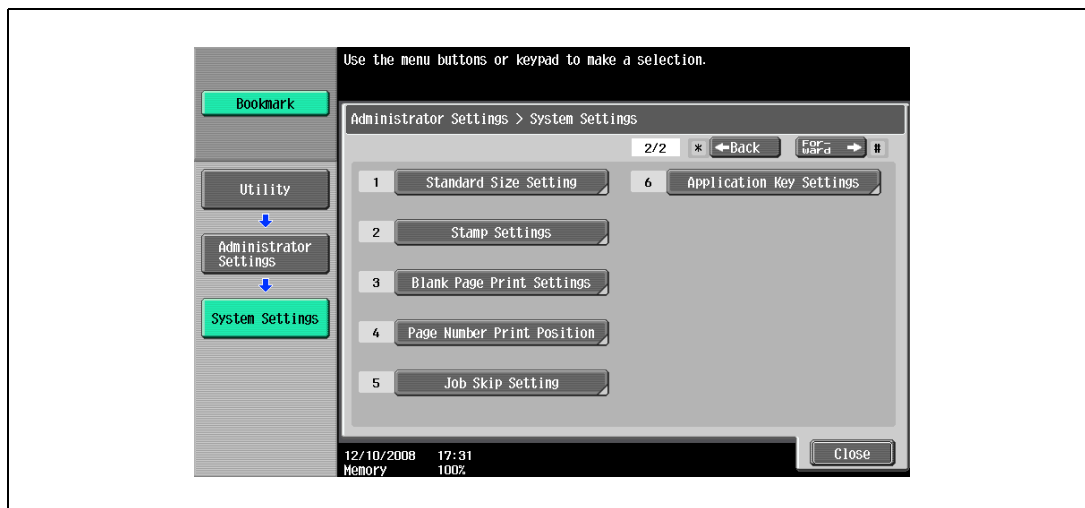 Use the menu buttons or keypad to make a selection.
Bookmark
Administrator Settings > System Settings
2/2 * ←Back For-ward → #
Utility
Administrator
Settings
System Settings
1 Standard Size Setting
2 Stamp Settings
3 Blank Page Print Settings
4 Page Number Print Position
5 Job Skip Setting
6 Application Key Settings
12/10/2008 17:31
Memory 100%
Close